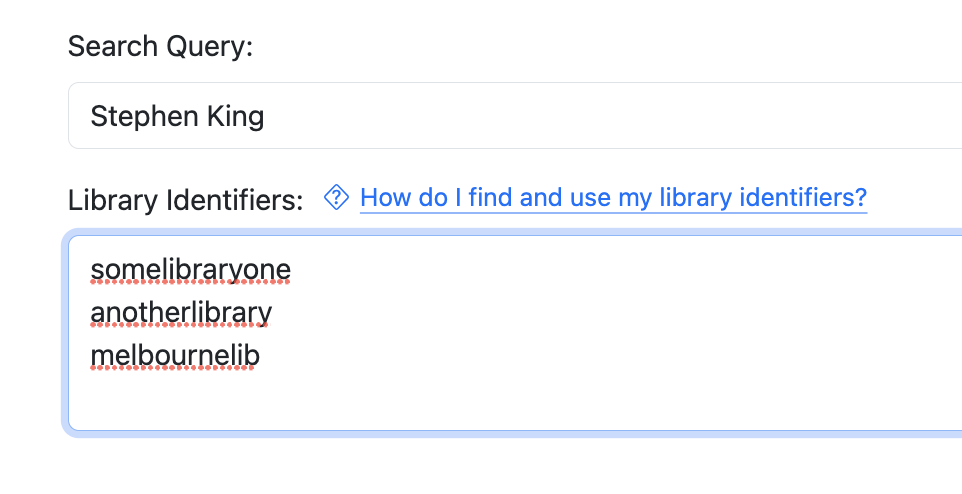 Search Query:
Stephen King
Library Identifiers: How do I find and use my library identifiers?
somelibraryone
anotherlibrary
melbournelib